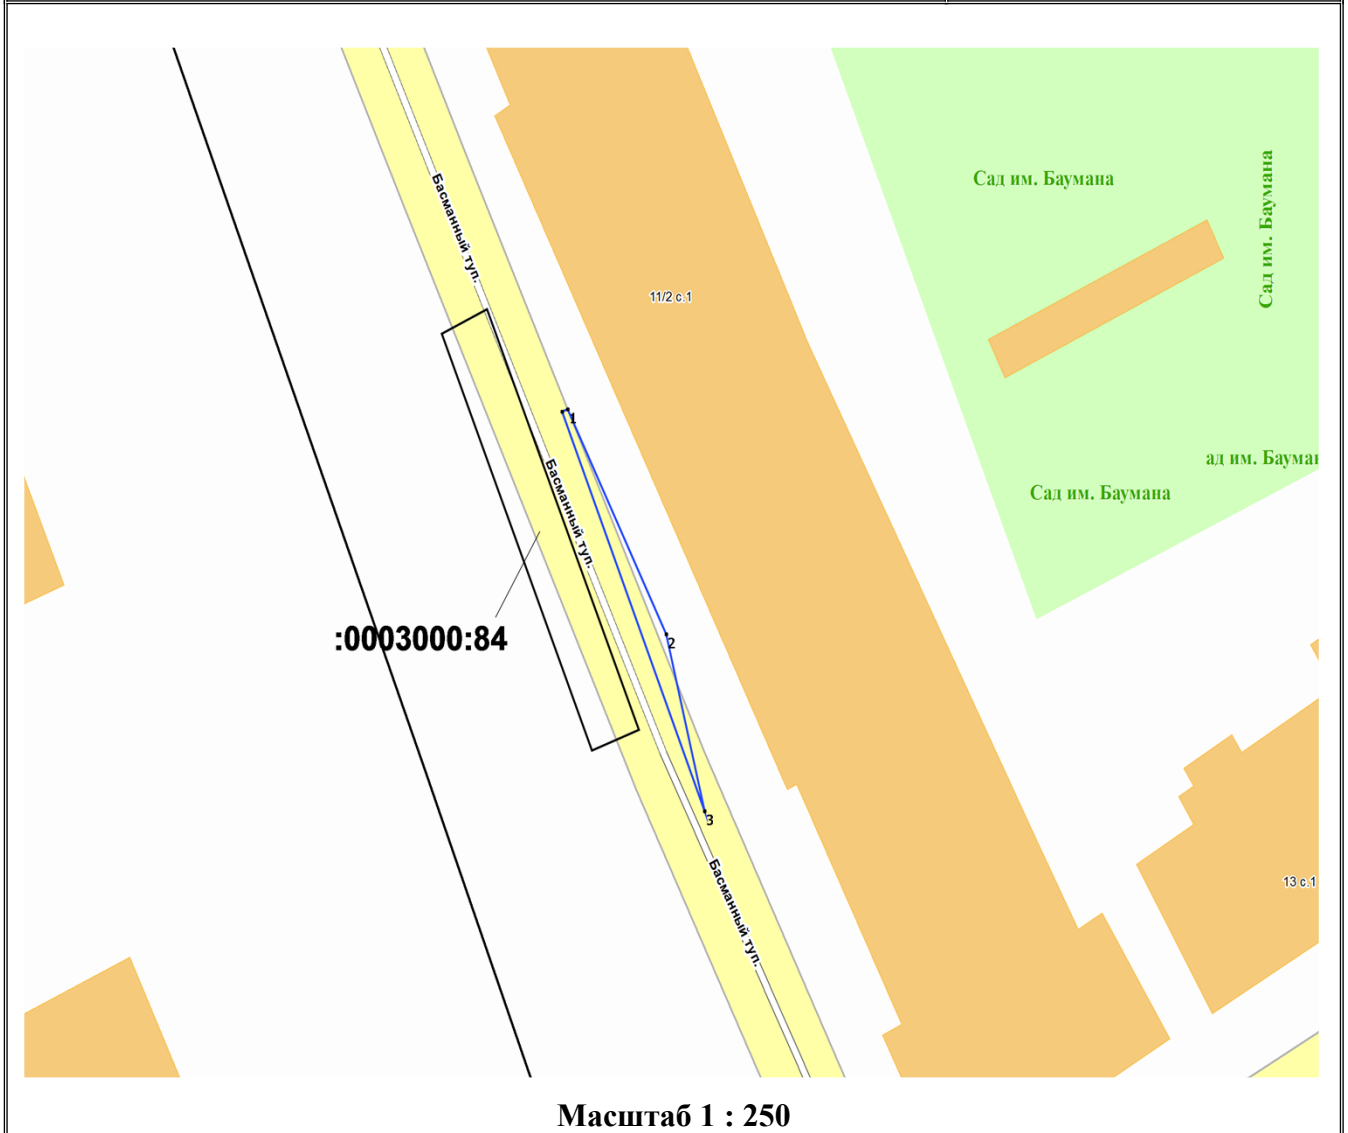 Сад им. Баумана
Сад им. Баумана
Басманный туп.
11/2 с.1
1
ад им. Баума
Сад им. Баумана
Басманный туп.
:0003000:84
2
3
Басманный туп.
13 с.1
Масштаб 1 : 250